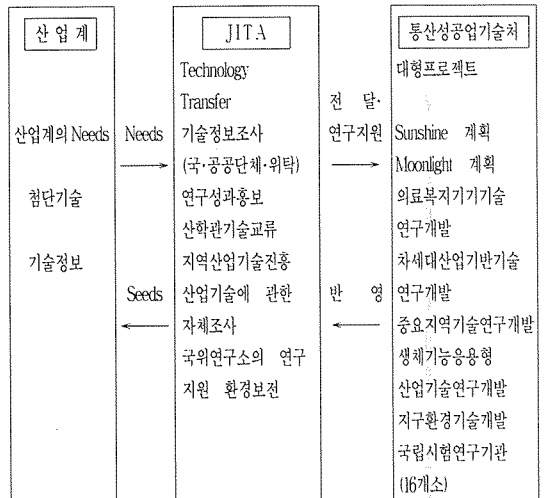 산 업 계
산업계의 Needs
첨단기술
기술정보
Needs
Seeds
JITA
Technology
Transfer
기술정보조사
(국·공공단체·위탁)
연구성과홍보
산학관기술교류
지역산업기술진흥
산업기술에 관한
자체조사
국위연구소의 연구
지원 환경보전
전 달·
연구지원
반 영
통산성공업기술처
대형프로젝트
Sunshine 계획
Moonlight 계획
의료복지기기기술
연구개발
차세대산업기반기술
연구개발
중요지역기술연구개발
생체기능응용형
산업기술연구개발
지구환경기술개발
국립시험연구기관
(16개소)